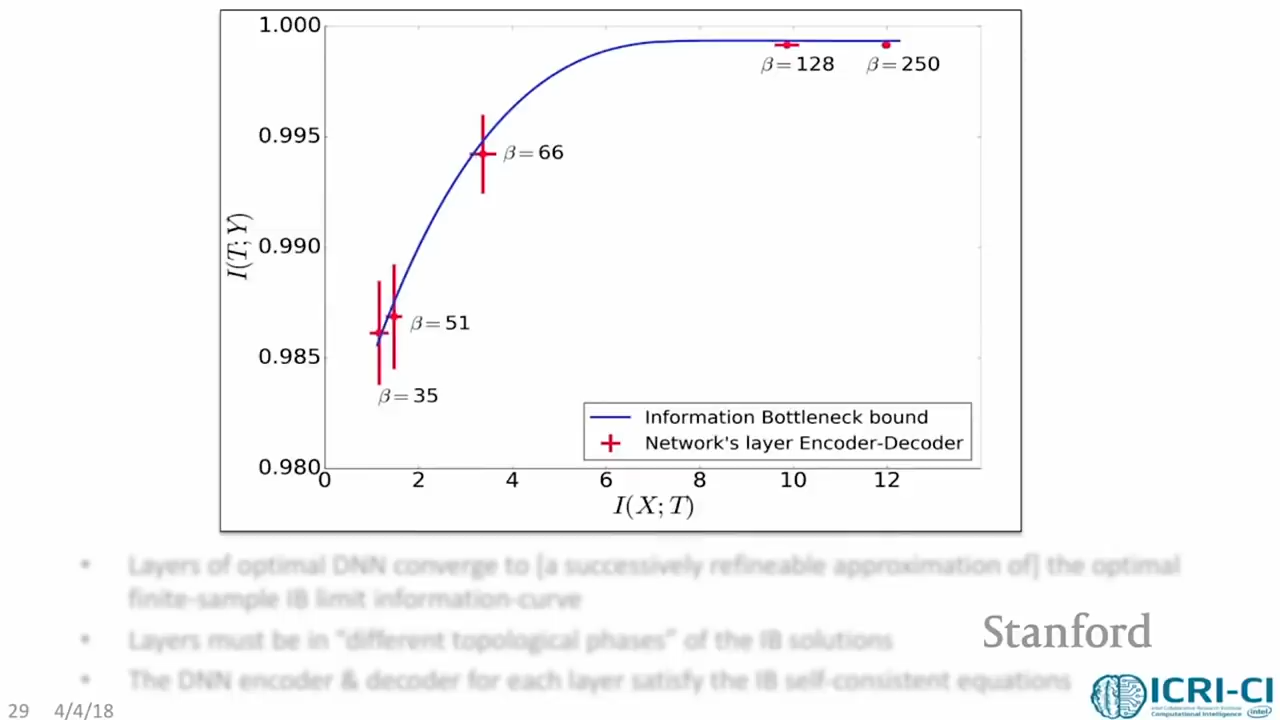 1.000
β = 128
β = 250
0.995
β = 66
I(T;Y)
0.990
β = 51
0.985
β = 35
Information Bottleneck bound
Network's layer Encoder-Decoder
0.980
0
2
4
6
8
10
12
I(X;T)
• Layers of optimal DNN converge to [a successively refineable approximation of] the optimal
finite-sample IB limit information-curve
• Layers must be in "different topological phases" of the IB solutions
• The DNN encoder & decoder for each layer satisfy the IB self-consistent equations
Stanford
ICRI-CI
Computational Intelligence
intel
29
4/4/18